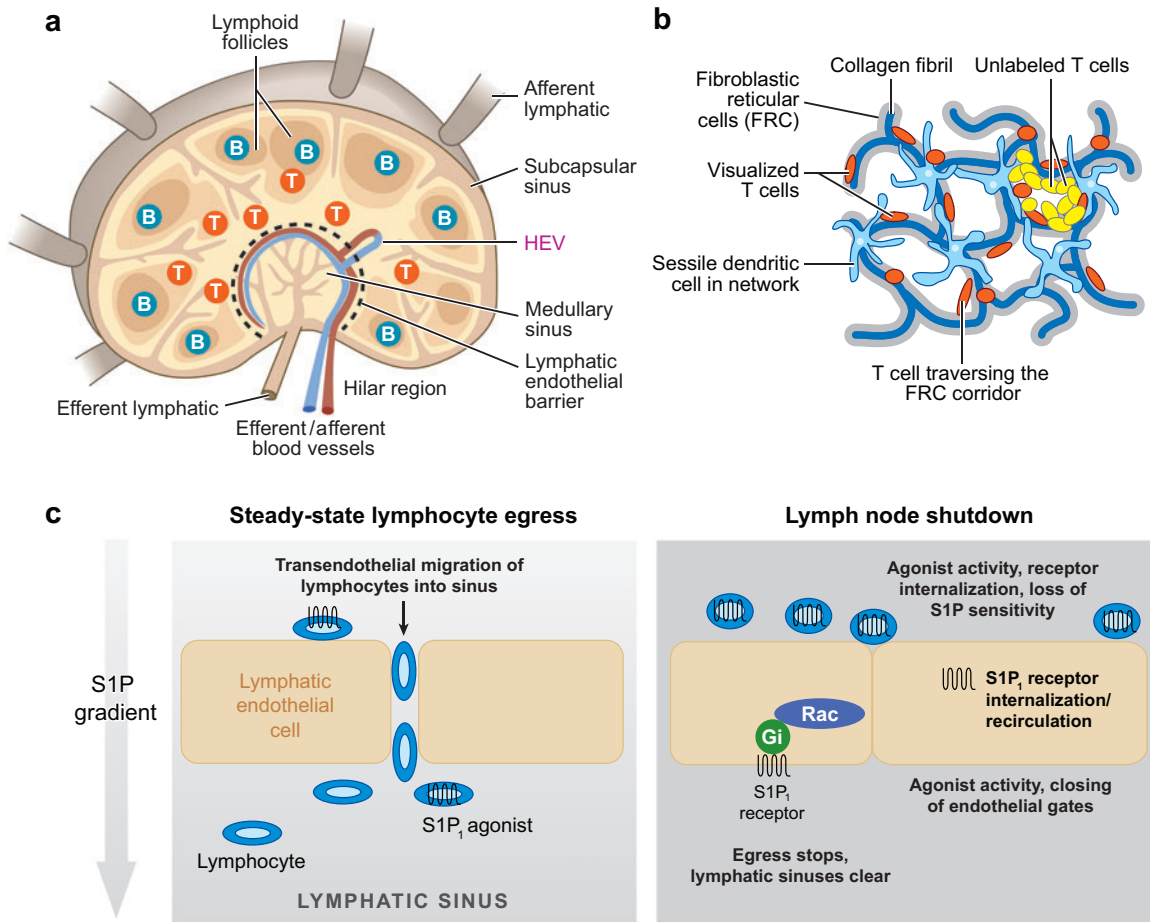 a
Lymphoid
follicles
Afferent
lymphatic
Subcapsular
sinus
HEV
Medullary
sinus
Lymphatic
endothelial
barrier
Hilar region
Efferent lymphatic
Efferent/afferent
blood vessels
B
B
B
B
B
B
B
B
T
T
T
T
T
T
T
b
Collagen fibril
Unlabeled T cells
Fibroblastic
reticular
cells (FRC)
Visualized
T cells
Sessile dendritic
cell in network
T cell traversing the
FRC corridor
c
Steady-state lymphocyte egress
Lymph node shutdown
S1P
gradient
Transendothelial migration of
lymphocytes into sinus
Lymphatic
endothelial
cell
S1P₁ agonist
Lymphocyte
LYMPHATIC SINUS
Agonist activity, receptor
internalization, loss of
S1P sensitivity
S1P₁ receptor
internalization/
recirculation
Rac
Gi
S1P₁
receptor
Agonist activity, closing
of endothelial gates
Egress stops,
lymphatic sinuses clear